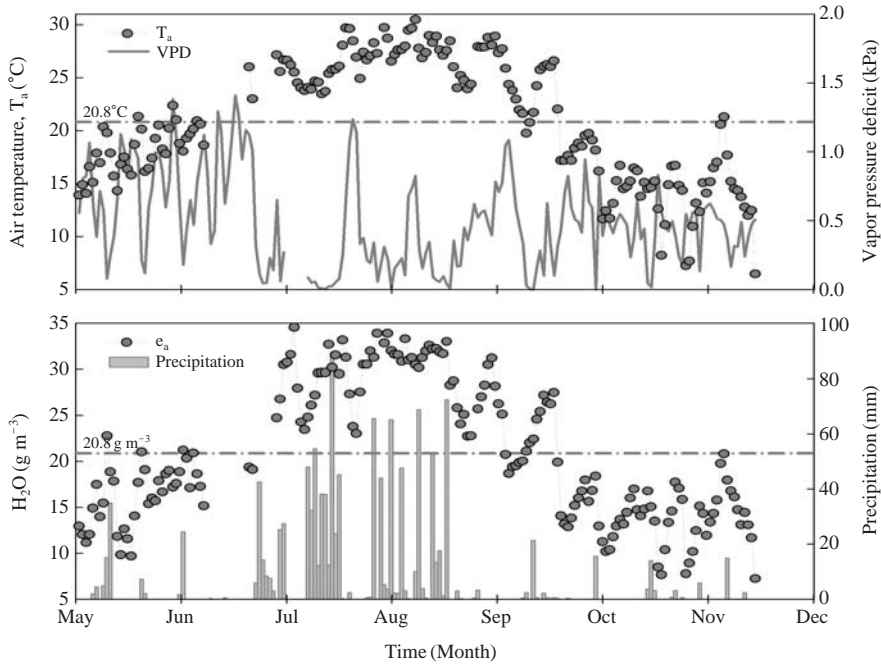 Air temperature, Ta (°C)
31
30
25
20
15
10
5
Ta
VPD
20.8°C
2.0
1.5
1.0
0.5
0.0
Vapor pressure deficit (kPa)
H2O (g m−3)
35
30
25
20
15
10
5
ea
Precipitation
20.8 g m−3
100
80
60
40
20
0
Precipitation (mm)
May
Jun
Jul
Aug
Sep
Oct
Nov
Dec
Time (Month)